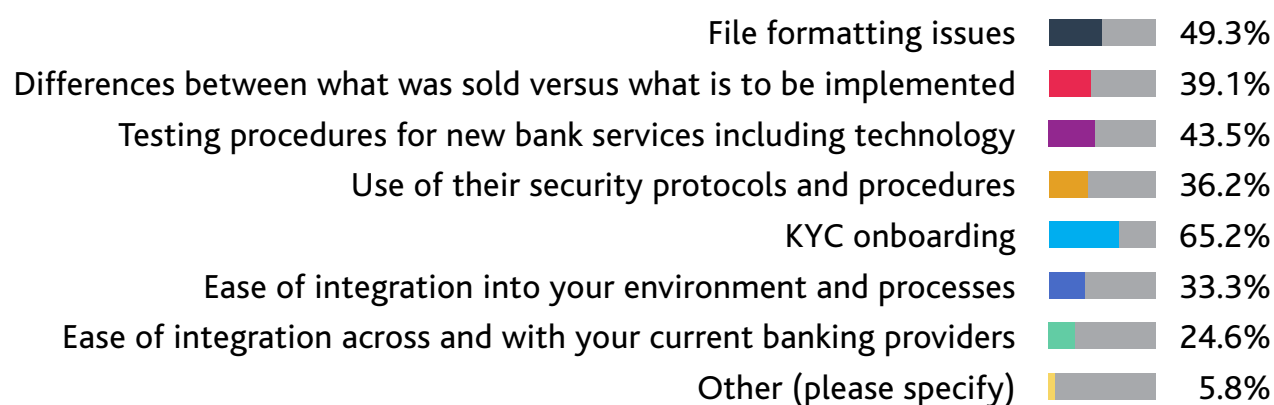 File formatting issues 49.3%
Differences between what was sold versus what is to be implemented 39.1%
Testing procedures for new bank services including technology 43.5%
Use of their security protocols and procedures 36.2%
KYC onboarding 65.2%
Ease of integration into your environment and processes 33.3%
Ease of integration across and with your current banking providers 24.6%
Other (please specify) 5.8%